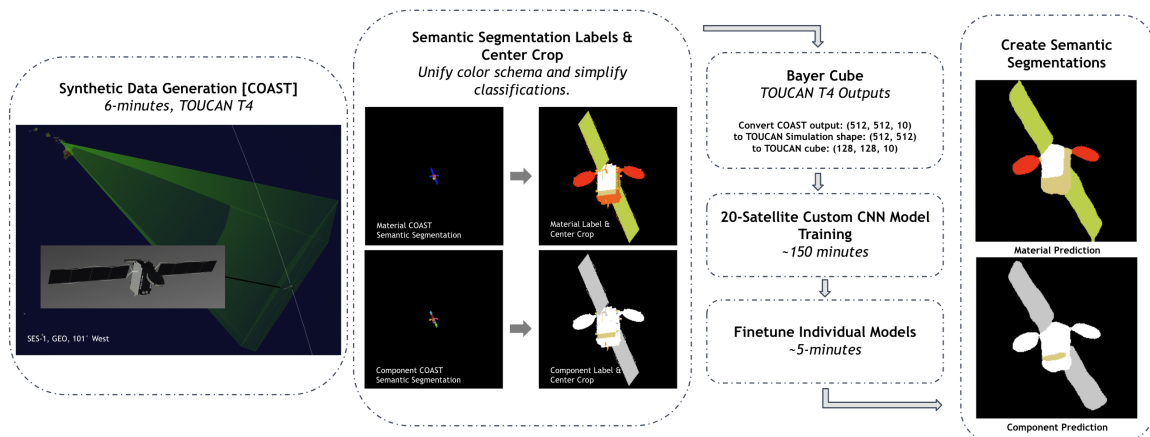 Synthetic Data Generation [COAST]
6-minutes, TOUCAN T4
SES-1, GEO, 101° West
Semantic Segmentation Labels &
Center Crop
Unify color schema and simplify
classifications.
Material COAST
Semantic Segmentation
Material Label &
Center Crop
Component COAST
Semantic Segmentation
Component Label &
Center Crop
Bayer Cube
TOUCAN T4 Outputs
Convert COAST output: (512, 512, 10)
to TOUCAN Simulation shape: (512, 512)
to TOUCAN cube: (128, 128, 10)
20-Satellite Custom CNN Model
Training
~150 minutes
Finetune Individual Models
~5-minutes
Create Semantic
Segmentations
Material Prediction
Component Prediction